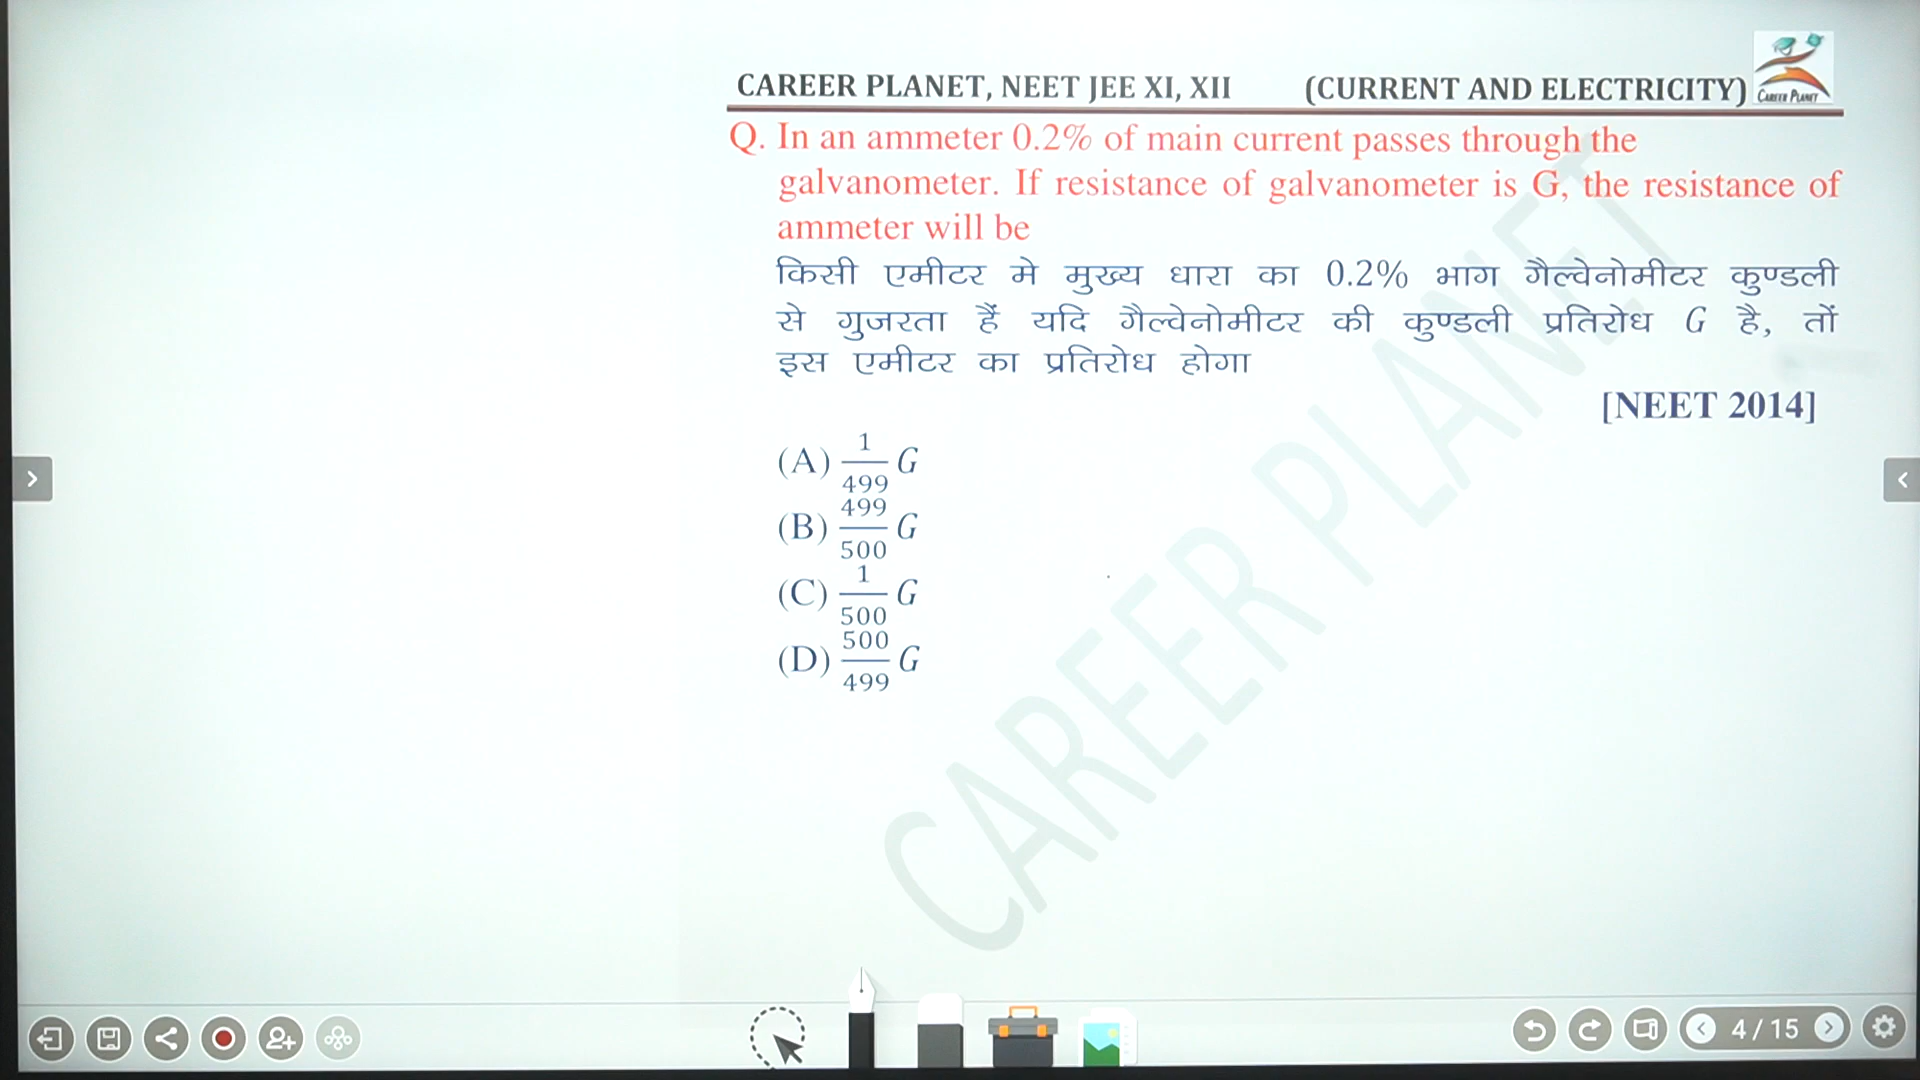 CAREER PLANET, NEET JEE XI, XII (CURRENT AND ELECTRICITY)
CAREER PLANET
Q. In an ammeter 0.2% of main current passes through the
galvanometer. If resistance of galvanometer is G, the resistance of
ammeter will be
किसी एमीटर मे मुख्य धारा का 0.2% भाग गैल्वेनोमीटर कुण्डली
से गुजरता हैं यदि गैल्वेनोमीटर की कुण्डली प्रतिरोध G है, तों
इस एमीटर का प्रतिरोध होगा
[NEET 2014]
(A) 1/499 G
(B) 499/500 G
(C) 1/500 G
(D) 500/499 G
CAREER PLANET
4 / 15